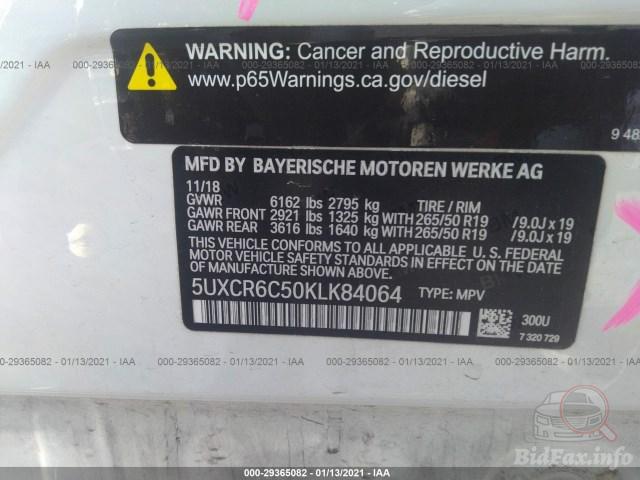 WARNING: Cancer and Reproductive Harm.
www.p65Warnings.ca.gov/diesel
9 48
MFD BY BAYERISCHE MOTOREN WERKE AG
11/18
GVWR 6162 lbs 2795 kg TIRE / RIM
GAWR FRONT 2921 lbs 1325 kg WITH 265/50 R19 /9.0J x 19
GAWR REAR 3616 lbs 1640 kg WITH 265/50 R19 /9.0J x 19
THIS VEHICLE CONFORMS TO ALL APPLICABLE U. S. FEDERAL
MOTOR VEHICLE SAFETY STANDARDS
IN EFFECT ON THE DATE OF
MANUFACTURE SHOWN ABOVE.
5UXCR6C50KLK84064 TYPE: MPV
300U
7 320 729
000-29365082 - 01/13/2021 - IAA
BidFax.info